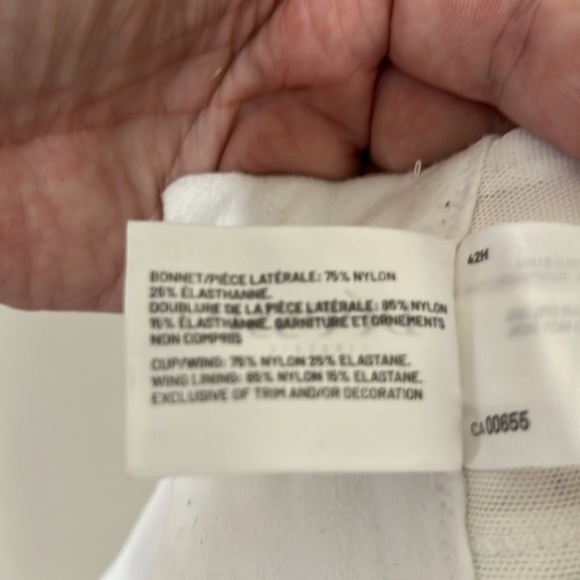 BONNET/PIÈCE LATÉRALE: 75% NYLON
25% ÉLASTHANNE.
DOUBLURE DE LA PIÈCE LATÉRALE: 85% NYLON
15% ÉLASTHANNE. GARNITURE ET ORNEMENTS
NON COMPRIS
CUP/WING: 75% NYLON 25% ELASTANE.
WING LINING: 85% NYLON 15% ELASTANE.
EXCLUSIVE OF TRIM AND/OR DECORATION
42H
CA 00655